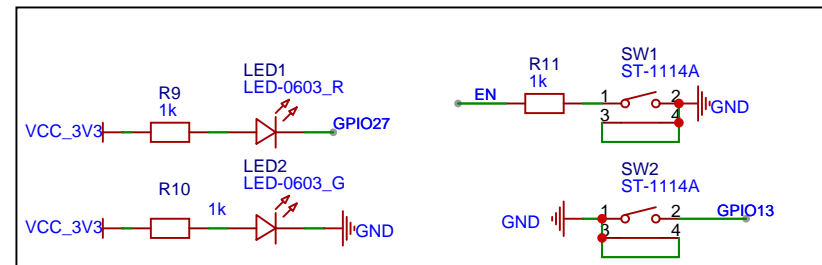 LED1
LED-0603_R
R9
1k
VCC_3V3
GPIO27
LED2
LED-0603_G
R10
1k
VCC_3V3
GND
SW1
ST-1114A
R11
1k
EN
1
2
3
4
GND
SW2
ST-1114A
GND
1
2
GPIO13
3
4